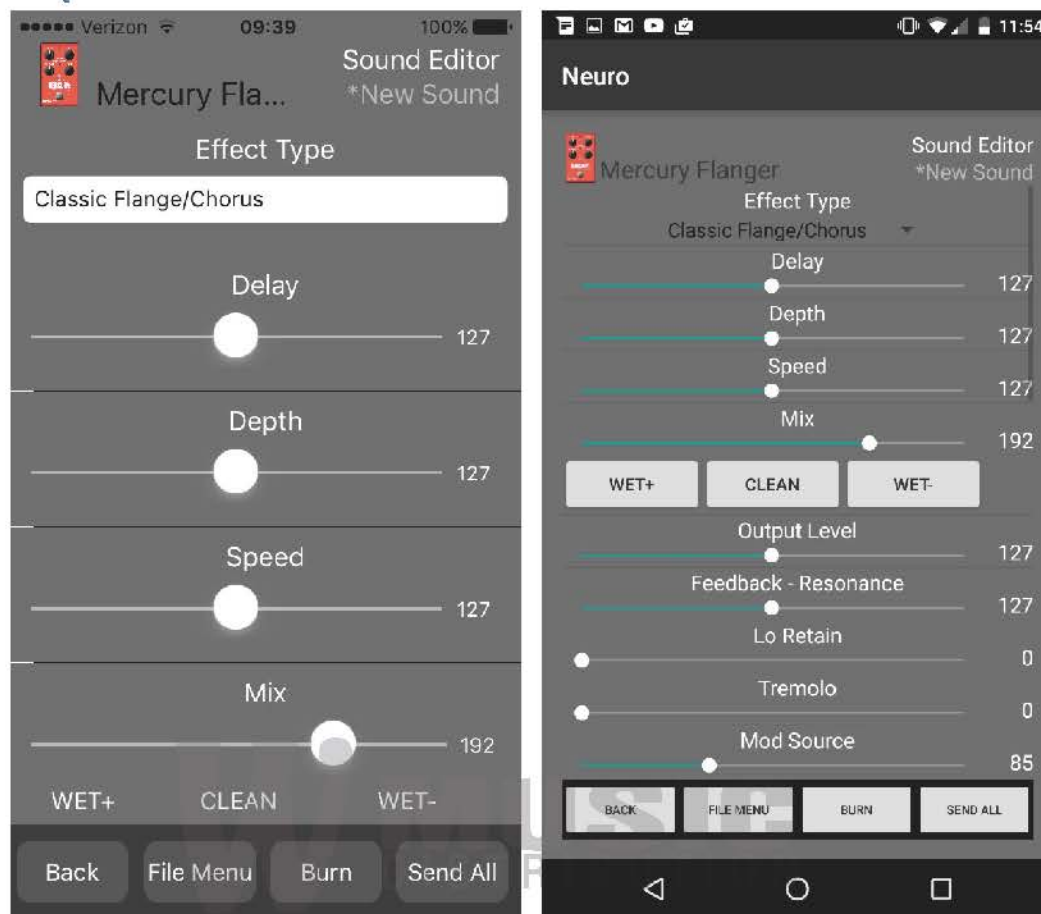 Verizon 09:39 100%
Sound Editor
Mercury Fla... *New Sound
Effect Type
Classic Flange/Chorus
Delay
127
Depth
127
Speed
127
Mix
192
WET+ CLEAN WET-
Back File Menu Burn Send All
11:54
Neuro
Sound Editor
Mercury Flanger *New Sound
Effect Type
Classic Flange/Chorus
Delay
127
Depth
127
Speed
127
Mix
192
WET+ CLEAN WET-
Output Level
127
Feedback - Resonance
127
Lo Retain
0
Tremolo
0
Mod Source
85
BACK FILE MENU BURN SEND ALL